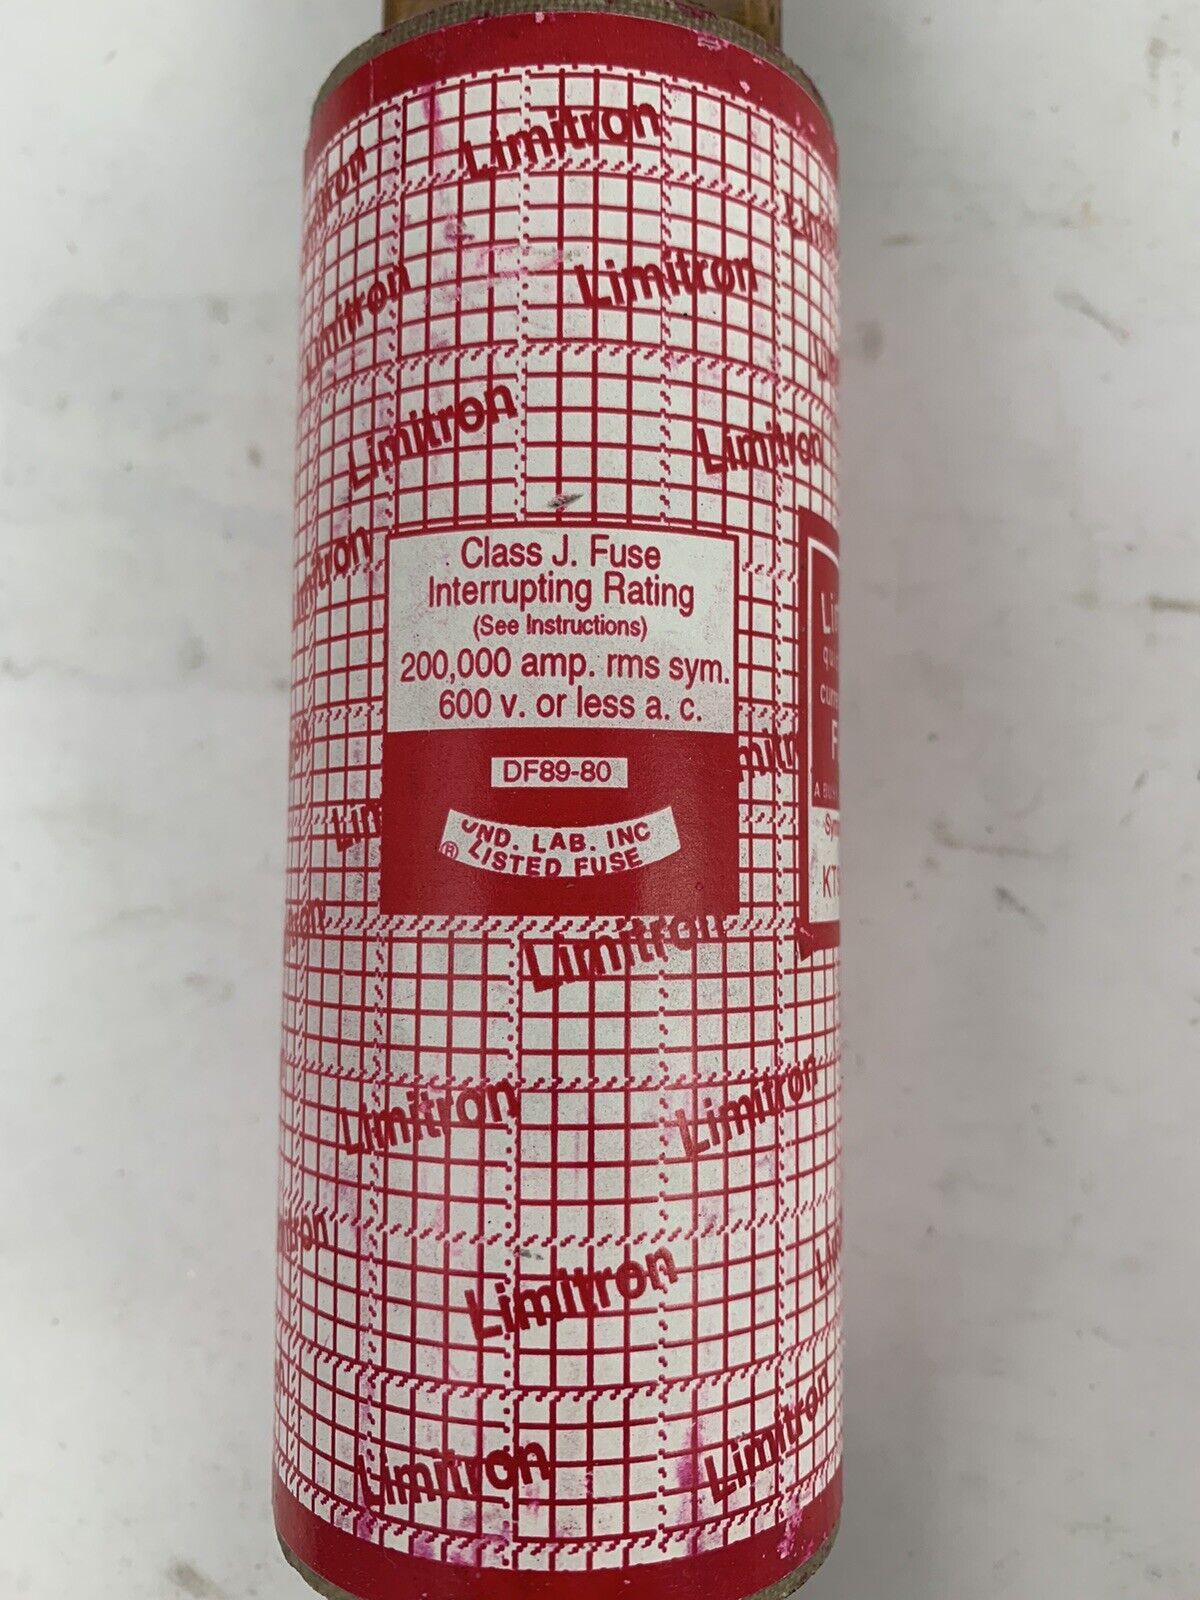 Limitron
Limitron
Limitron
Limitron
Limitron
Limitron
Class J. Fuse
Interrupting Rating
(See Instructions)
200,000 amp. rms sym.
600 v. or less a. c.
DF89-80
UND. LAB. INC
® LISTED FUSE
Limitron
Limitron
Limitron
Limitron
Limitron
Limitron